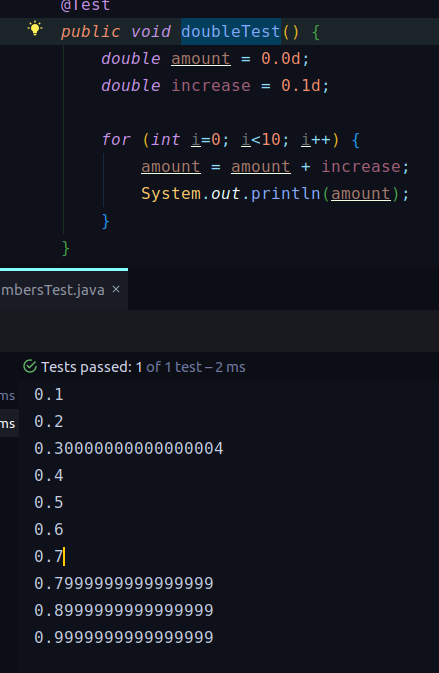 @Test
public void doubleTest() {
double amount = 0.0d;
double increase = 0.1d;
for (int i=0; i<10; i++) {
amount = amount + increase;
System.out.println(amount);
}
}
mbersTest.java ×
Tests passed: 1 of 1 test – 2 ms
ms
ms
0.1
0.2
0.30000000000000004
0.4
0.5
0.6
0.7
0.7999999999999999
0.8999999999999999
0.9999999999999999